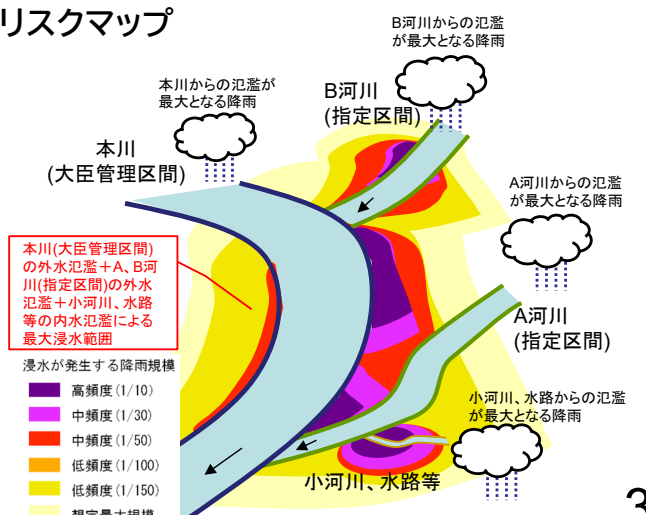 リスクマップ
B河川からの氾濫
が最大となる降雨
本川からの氾濫が
最大となる降雨
B河川
(指定区間)
本川
(大臣管理区間)
A河川からの氾濫
が最大となる降雨
本川(大臣管理区間)
の外水氾濫+A、B河
川(指定区間)の外水
氾濫+小河川、水路
等の内水氾濫による
最大浸水範囲
A河川
(指定区間)
浸水が発生する降雨規模
高頻度(1/10)
中頻度(1/30)
中頻度(1/50)
低頻度(1/100)
低頻度(1/150)
想定最大規模
小河川、水路からの氾濫
が最大となる降雨
小河川、水路等
3